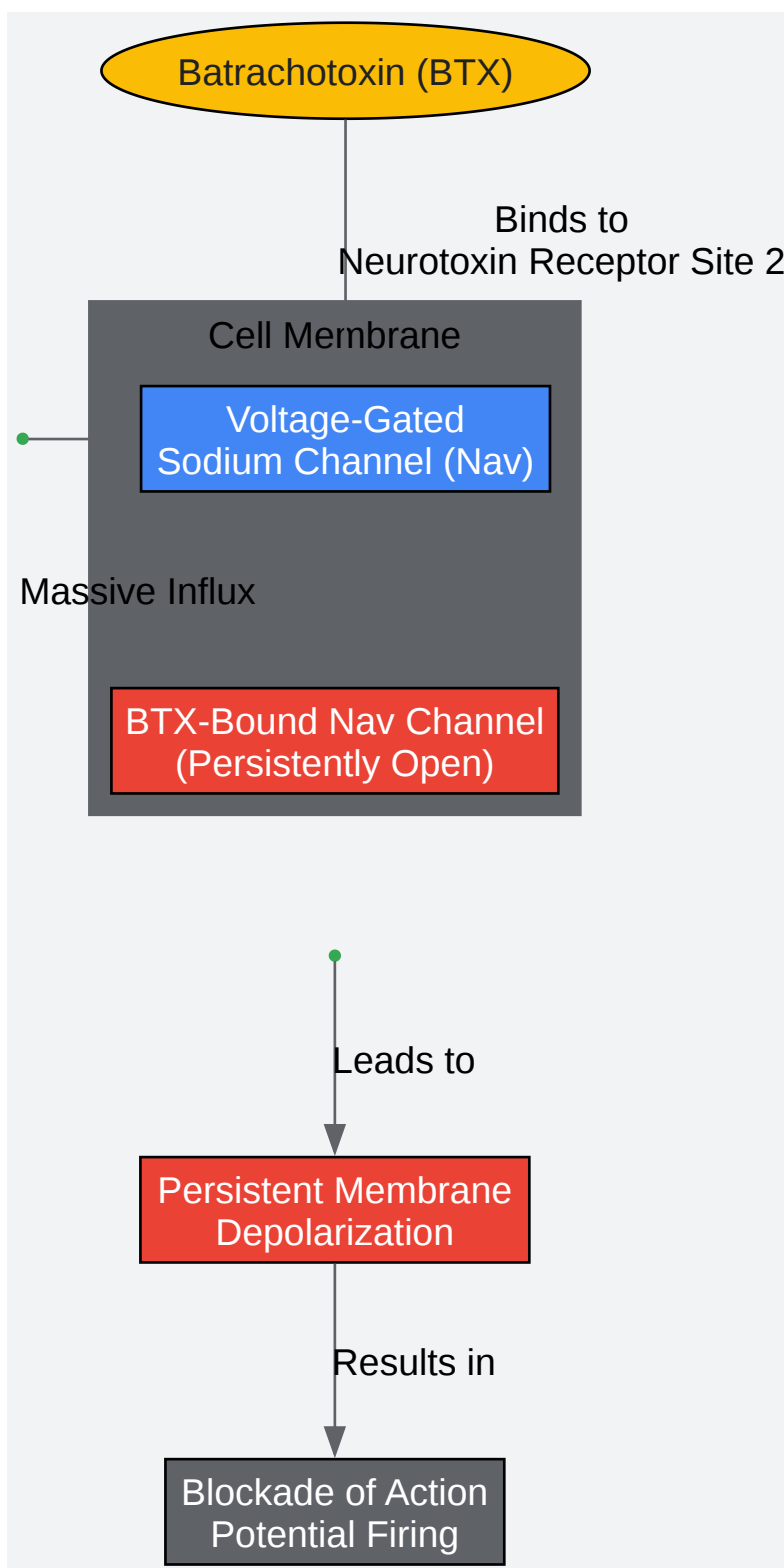 Batrachotoxin (BTX)
Binds to
Neurotoxin Receptor Site 2
Cell Membrane
Voltage-Gated
Sodium Channel (Nav)
Massive Influx
BTX-Bound Nav Channel
(Persistently Open)
Leads to
Persistent Membrane
Depolarization
Results in
Blockade of Action
Potential Firing